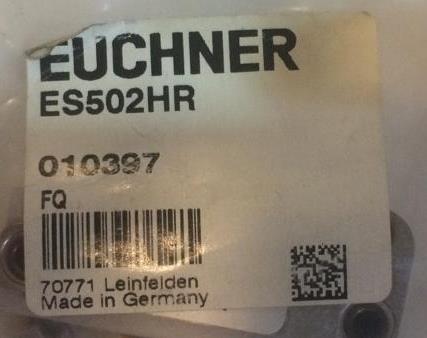 EUCHNER
ES502HR
010397
FQ
70771 Leinfelden
Made in Germany